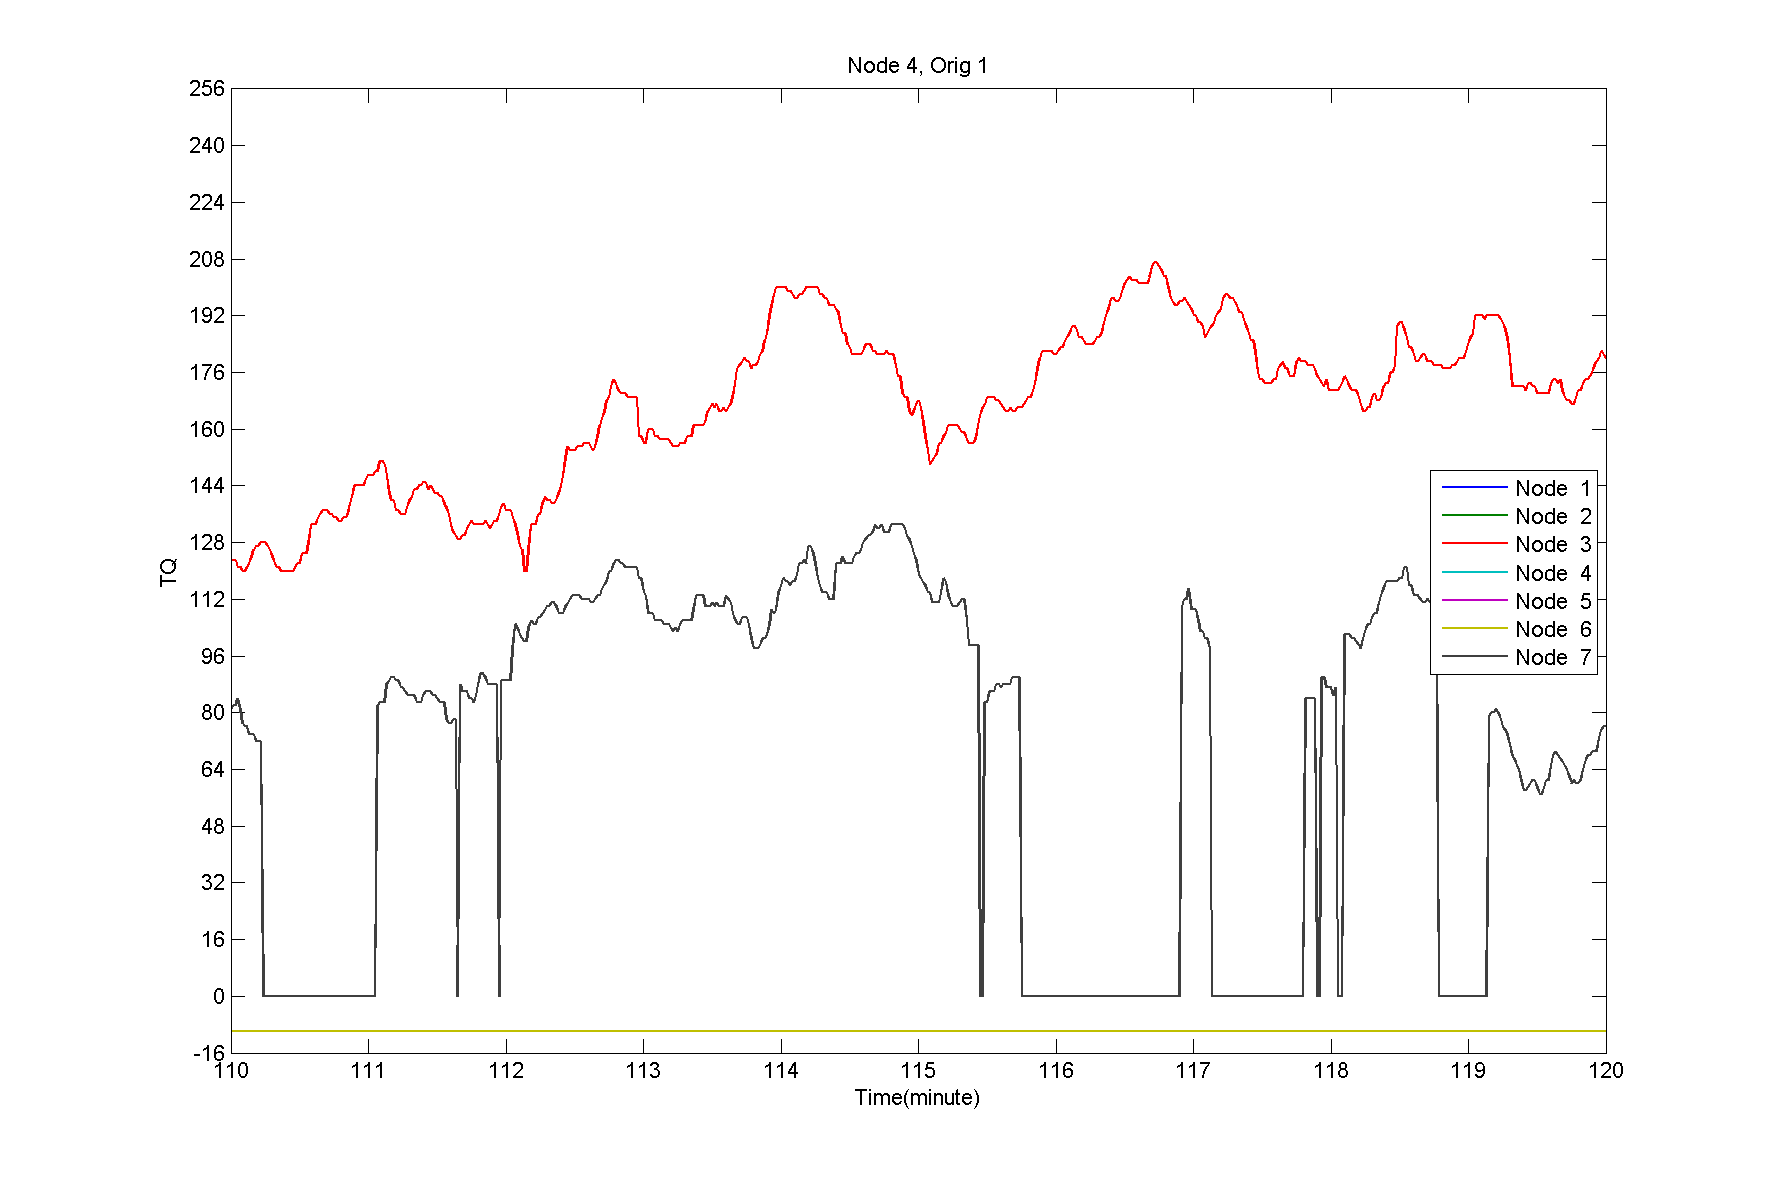 Node 4, Orig 1
256
240
224
208
192
176
160
144
128
112
96
80
64
48
32
16
0
-16
TQ
Node 1
Node 2
Node 3
Node 4
Node 5
Node 6
Node 7
110 111 112 113 114 115 116 117 118 119 120
Time(minute)